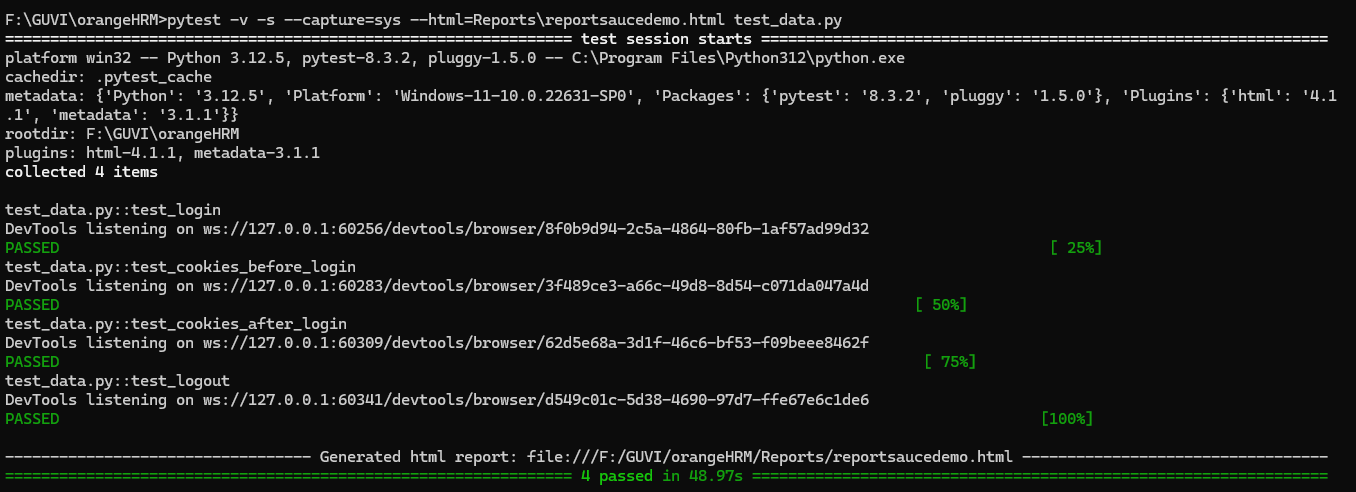 F:\GUVI\orangeHRM>pytest -v -s --capture=sys --html=Reports\reportsaucedemo.html test_data.py
=============================================================== test session starts ===============================================================
platform win32 -- Python 3.12.5, pytest-8.3.2, pluggy-1.5.0 -- C:\Program Files\Python312\python.exe
cachedir: .pytest_cache
metadata: {'Python': '3.12.5', 'Platform': 'Windows-11-10.0.22631-SP0', 'Packages': {'pytest': '8.3.2', 'pluggy': '1.5.0'}, 'Plugins': {'html': '4.1
.1', 'metadata': '3.1.1'}}
rootdir: F:\GUVI\orangeHRM
plugins: html-4.1.1, metadata-3.1.1
collected 4 items
test_data.py::test_login
DevTools listening on ws://127.0.0.1:60256/devtools/browser/8f0b9d94-2c5a-4864-80fb-1af57ad99d32
PASSED [ 25%]
test_data.py::test_cookies_before_login
DevTools listening on ws://127.0.0.1:60283/devtools/browser/3f489ce3-a66c-49d8-8d54-c071da047a4d
PASSED [ 50%]
test_data.py::test_cookies_after_login
DevTools listening on ws://127.0.0.1:60309/devtools/browser/62d5e68a-3d1f-46c6-bf53-f09beee8462f
PASSED [ 75%]
test_data.py::test_logout
DevTools listening on ws://127.0.0.1:60341/devtools/browser/d549c01c-5d38-4690-97d7-ffe67e6c1de6
PASSED [100%]
---------------------------------- Generated html report: file:///F:/GUVI/orangeHRM/Reports/reportsaucedemo.html ----------------------------------
=============================================================== 4 passed in 48.97s ================================================================